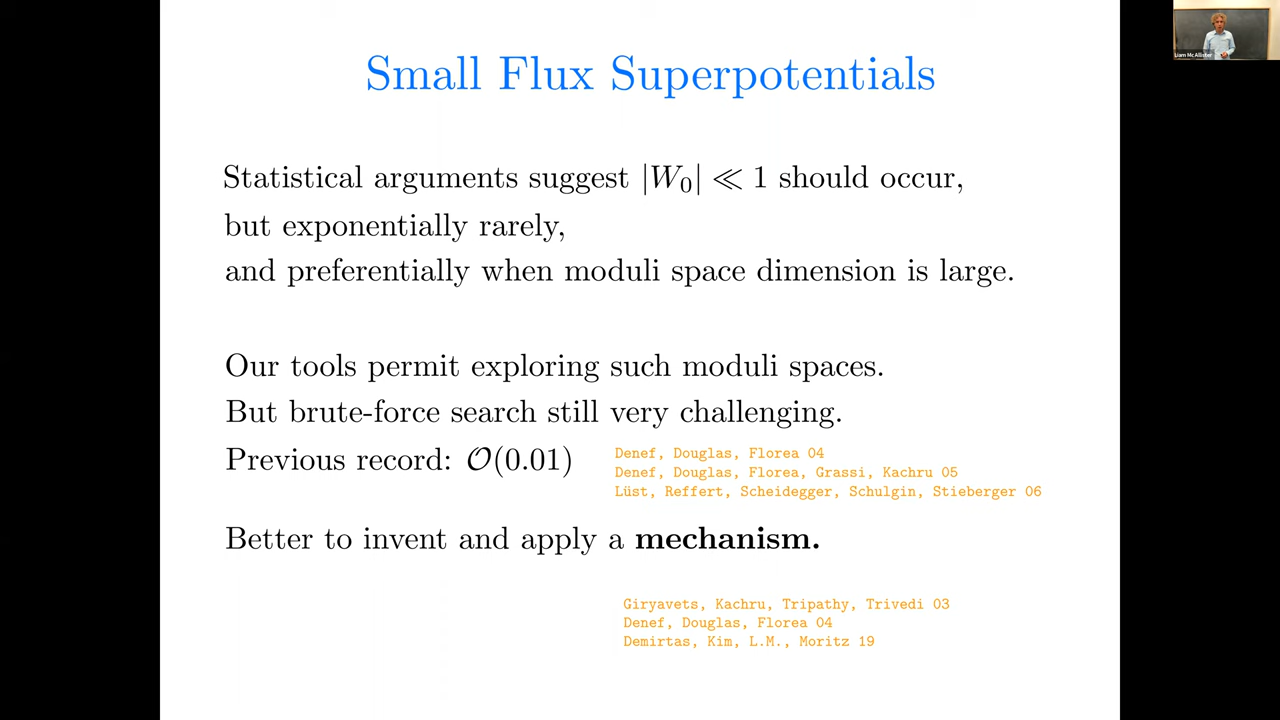 Small Flux Superpotentials
Liam McAllister
Statistical arguments suggest |W₀| ≪ 1 should occur,
but exponentially rarely,
and preferentially when moduli space dimension is large.
Our tools permit exploring such moduli spaces.
But brute-force search still very challenging.
Previous record: 𝒪(0.01)
Denef, Douglas, Florea 04
Denef, Douglas, Florea, Grassi, Kachru 05
Lüst, Reffert, Scheidegger, Schulgin, Stieberger 06
Better to invent and apply a mechanism.
Giryavets, Kachru, Tripathy, Trivedi 03
Denef, Douglas, Florea 04
Demirtas, Kim, L.M., Moritz 19